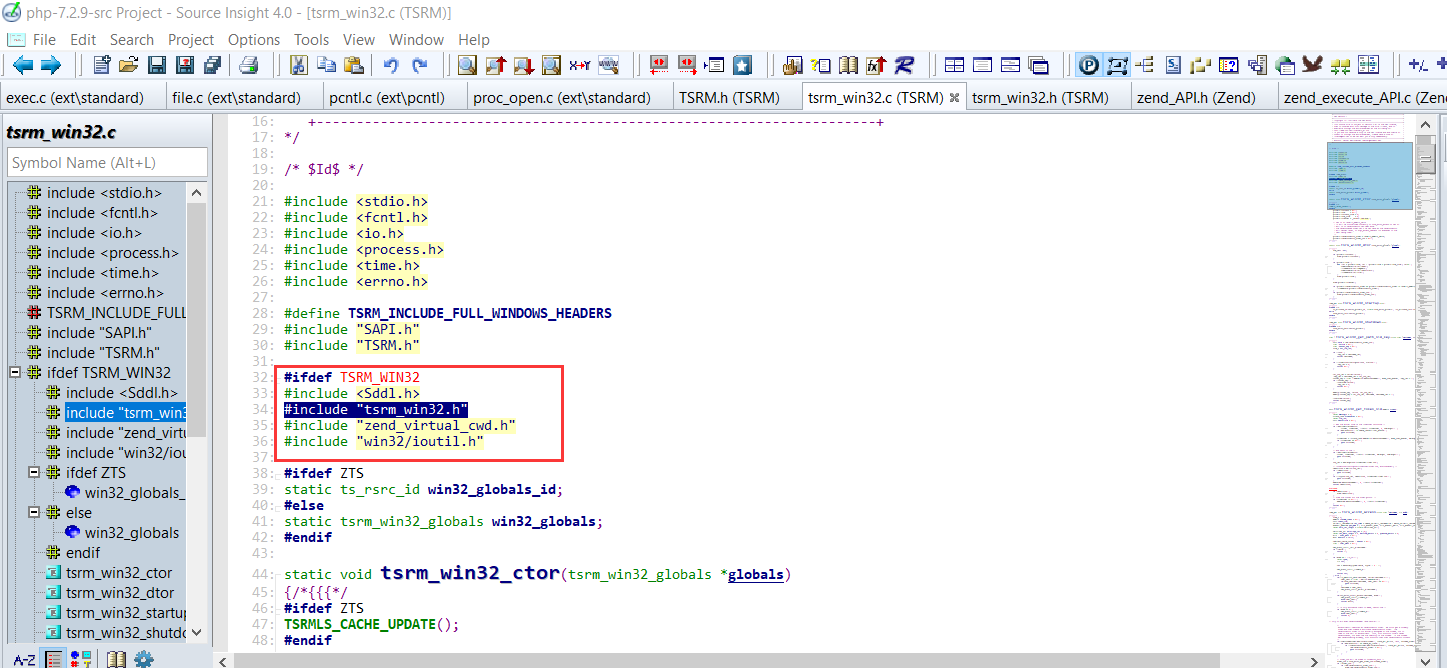 php-7.2.9-src Project - Source Insight 4.0 - [tsrm_win32.c (TSRM)]
File Edit Search Project Options Tools View Window Help
exec.c (ext\standard) file.c (ext\standard) pcntl.c (ext\pcntl) proc_open.c (ext\standard) TSRM.h (TSRM) tsrm_win32.c (TSRM) tsrm_win32.h (TSRM) zend_API.h (Zend) zend_execute_API.c (Zen
tsrm_win32.c
Symbol Name (Alt+L)
include <stdio.h>
include <fcntl.h>
include <io.h>
include <process.h>
include <time.h>
include <errno.h>
TSRM_INCLUDE_FULL
include "SAPI.h"
include "TSRM.h"
ifdef TSRM_WIN32
include <Sddl.h>
include "tsrm_win3
include "zend_virtu
include "win32/iou
ifdef ZTS
win32_globals_
else
win32_globals
endif
tsrm_win32_ctor
tsrm_win32_dtor
tsrm_win32_startup
tsrm_win32_shutdo
A-Z
16: +----------------------------------------------------------------------+
17: */
18:
19: /* $Id$ */
20:
21: #include <stdio.h>
22: #include <fcntl.h>
23: #include <io.h>
24: #include <process.h>
25: #include <time.h>
26: #include <errno.h>
27:
28: #define TSRM_INCLUDE_FULL_WINDOWS_HEADERS
29: #include "SAPI.h"
30: #include "TSRM.h"
31:
32: #ifdef TSRM_WIN32
33: #include <Sddl.h>
34: #include "tsrm_win32.h"
35: #include "zend_virtual_cwd.h"
36: #include "win32/ioutil.h"
37:
38: #ifdef ZTS
39: static ts_rsrc_id win32_globals_id;
40: #else
41: static tsrm_win32_globals win32_globals;
42: #endif
43:
44: static void tsrm_win32_ctor(tsrm_win32_globals *globals)
45: {/*{{{*/
46: #ifdef ZTS
47: TSRMLS_CACHE_UPDATE();
48: #endif